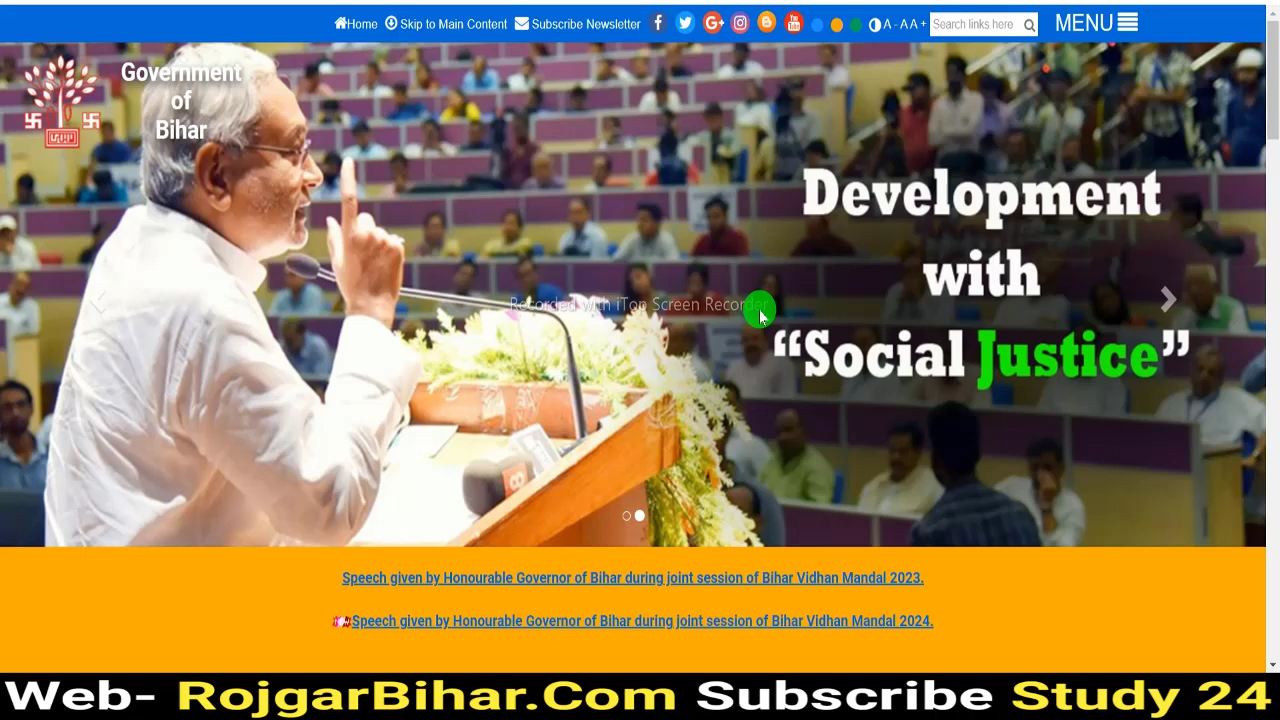 Home Skip to Main Content Subscribe Newsletter A - A A + Search links here MENU
Government
of
Bihar
Development
with
“Social Justice”
Recorded with iTop Screen Recorder
Speech given by Honourable Governor of Bihar during joint session of Bihar Vidhan Mandal 2023.
Speech given by Honourable Governor of Bihar during joint session of Bihar Vidhan Mandal 2024.
Web- RojgarBihar.Com Subscribe Study 24